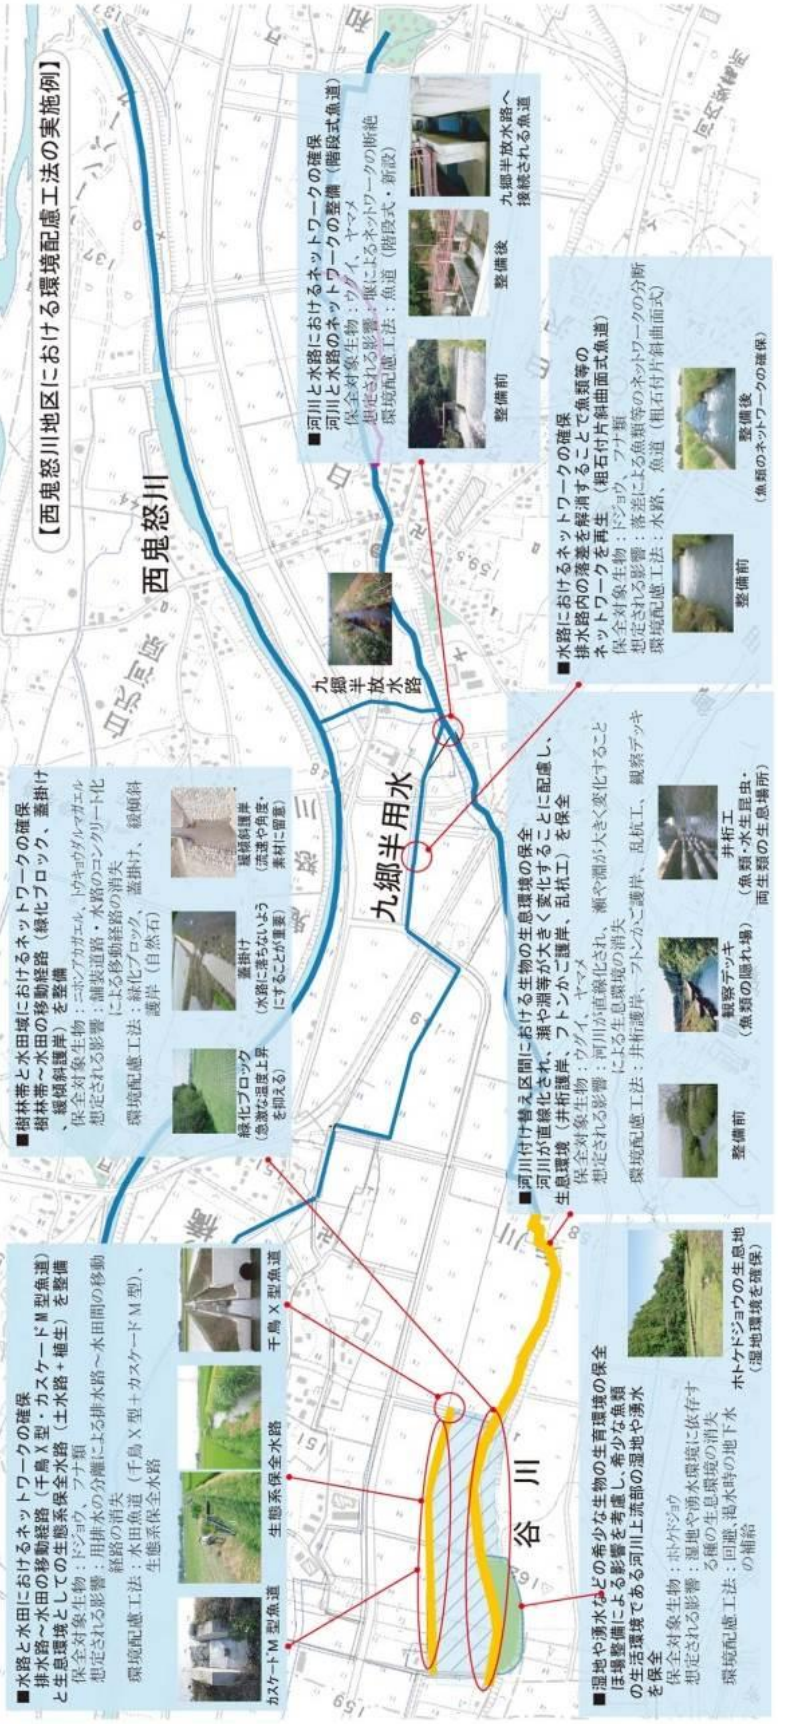 【西鬼怒川地区における環境配慮工法の実施例】
■水路と水田におけるネットワークの確保
排水路～水田の移動経路（千鳥X型・カスケードM型魚道）
と生息環境としての生態系保全水路（土水路+植生）を整備
保全対象生物：ドジョウ、フナ類
想定される影響：用排水の分離による排水路～水田間の移動
経路の消失
環境配慮工法：水田魚道（千鳥X型+カスケードM型）、
生態系保全水路
カスケードM型魚道
生態系保全水路
千鳥X型魚道
■樹林帯と水田域におけるネットワークの確保
樹林帯～水田の移動経路（緑化ブロック、蓋掛け
、緩傾斜護岸）を整備
保全対象生物：ニホンアカガエル、トウキョウダルマガエル
想定される影響：舗装道路・水路のコンクリート化
による移動経路の消失
環境配慮工法：緑化ブロック、蓋掛け、緩傾斜
護岸（自然石）
緑化ブロック
（急激な温度上昇
を抑える）
蓋掛け
（水路に落ちないよう
にすることが重要）
緩傾斜護岸
（流速や角度・
素材に留意）
■河川と水路におけるネットワークの確保
河川と水路のネットワークの整備（階段式魚道）
保全対象生物：ウグイ、ヤマメ
想定される影響：堰によるネットワークの断絶
環境配慮工法：魚道（階段式・新設）
整備前
整備後
九郷半放水路へ
接続される魚道
西鬼怒川
白沢河原
九郷半放水路
九郷半用水
谷川
橋
和
137
137
144
149
151
151
159
159.5
162
■湿地や湧水などの希少な生物の生育環境の保全
ほ場整備による影響を考慮し、希少な魚類
の生活環境である河川上流部の湿地や湧水
を保全
保全対象生物：ホトケドジョウ
想定される影響：湿地や湧水環境に依存す
る種の生息環境の消失
環境配慮工法：回避、渇水時の地下水
の補給
ホトケドジョウの生息地
（湿地環境を確保）
■河川付け替え区間における生物の生息環境の保全
河川が直線化され、瀬や淵等が大きく変化することに配慮し、
生息環境（井桁護岸、フトンかご護岸、乱杭工）を保全
保全対象生物：ウグイ、ヤマメ
想定される影響：河川が直線化され、瀬や淵が大きく変化すること
による生息環境の消失
環境配慮工法：井桁護岸、フトンかご護岸、乱杭工、観察デッキ
整備前
観察デッキ
（魚類の隠れ場）
井桁工
（魚類・水生昆虫・
両生類の生息場所）
■水路におけるネットワークの確保
排水路内の落差を解消することで魚類等の
ネットワークを再生（粗石付片斜曲面式魚道）
保全対象生物：ドジョウ、フナ類
想定される影響：落差による魚類等のネットワークの分断
環境配慮工法：水路、魚道（粗石付片斜曲面式）
整備前
整備後
（魚類のネットワークの確保）